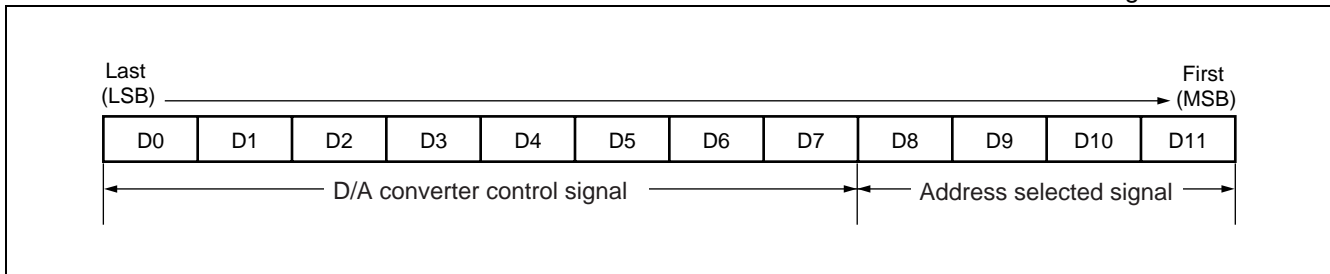 Last First
(LSB) (MSB)
D0 D1 D2 D3 D4 D5 D6 D7 D8 D9 D10 D11
D/A converter control signal Address selected signal